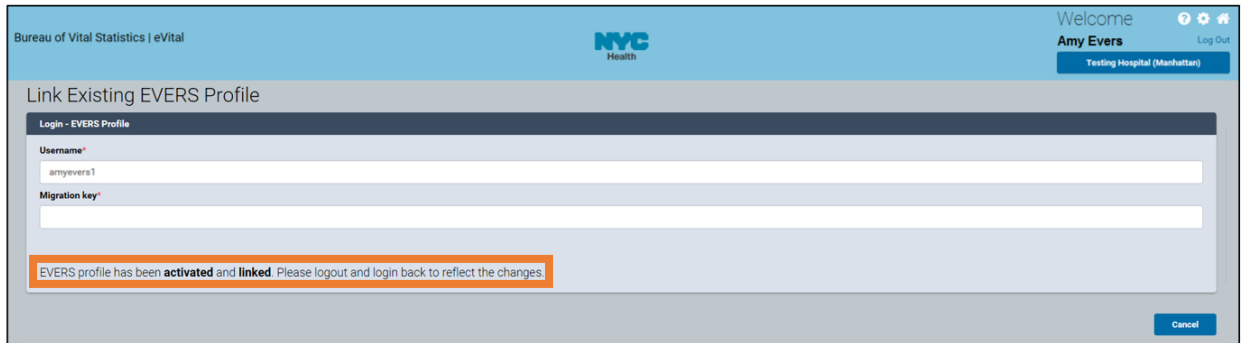 Welcome
Bureau of Vital Statistics | eVital
NYC
Health
Amy Evers
Log Out
Testing Hospital (Manhattan)
Link Existing EVERS Profile
Login - EVERS Profile
Username*
amyevers1
Migration key*
EVERS profile has been activated and linked. Please logout and login back to reflect the changes.
Cancel